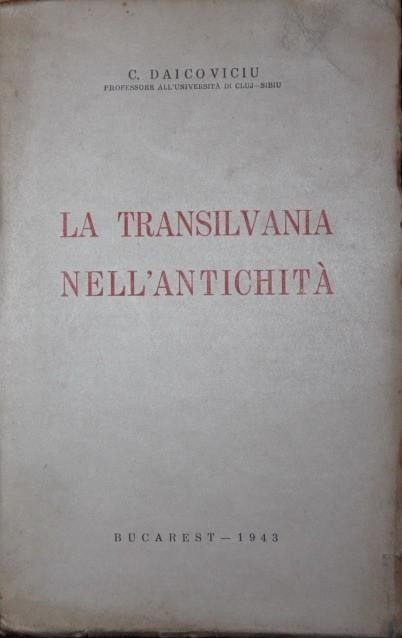 C. DAICOVICIU
PROFESSORE ALL'UNIVERSITÀ DI CLUJ—SIBIU
LA TRANSILVANIA
NELL'ANTICHITÀ
BUCAREST — 1943